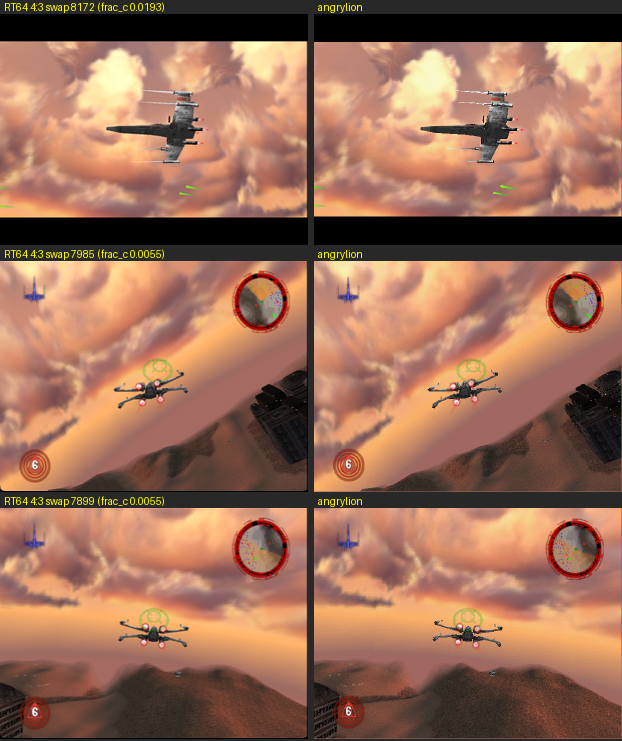 RT64 4:3 swap 8172 (frac_c 0.0193)
angrylion
RT64 4:3 swap 7985 (frac_c 0.0055)
angrylion
6
6
RT64 4:3 swap 7899 (frac_c 0.0055)
angrylion
6
6